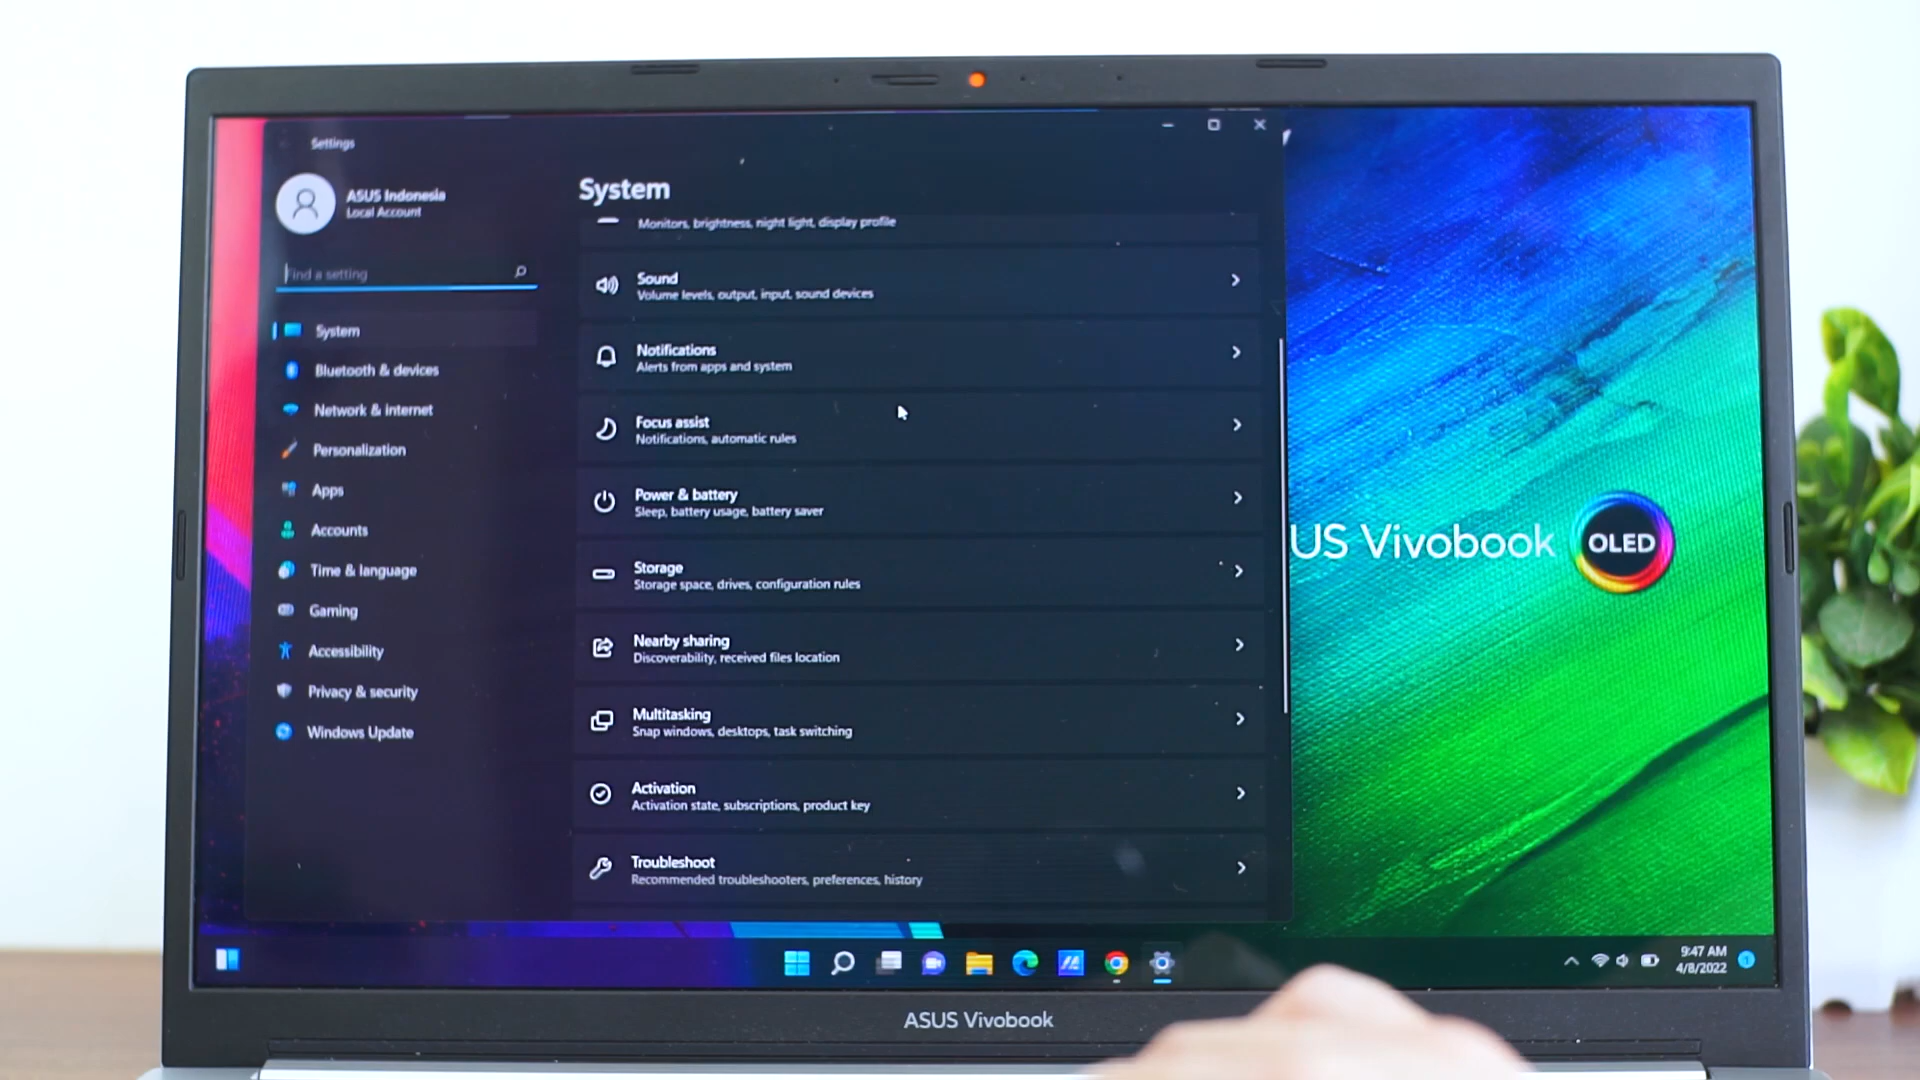 Settings
ASUS Indonesia
Local Account
Find a setting
System
Bluetooth & devices
Network & internet
Personalization
Apps
Accounts
Time & language
Gaming
Accessibility
Privacy & security
Windows Update
System
Monitors, brightness, night light, display profile
Sound
Volume levels, output, input, sound devices
Notifications
Alerts from apps and system
Focus assist
Notifications, automatic rules
Power & battery
Sleep, battery usage, battery saver
Storage
Storage space, drives, configuration rules
Nearby sharing
Discoverability, received files location
Multitasking
Snap windows, desktops, task switching
Activation
Activation state, subscriptions, product key
Troubleshoot
Recommended troubleshooters, preferences, history
US Vivobook OLED
9:47 AM
4/8/2022
1
ASUS Vivobook